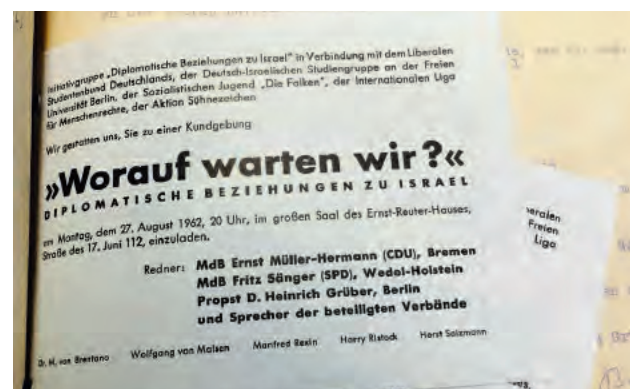 Initiativgruppe „Diplomatische Beziehungen zu Israel" in Verbindung mit dem Liberalen
Studentenbund Deutschlands, der Deutsch-Israelischen Studiengruppe an der Freien
Universität Berlin, der Sozialistischen Jugend „Die Falken", der Internationalen Liga
für Menschenrechte, der Aktion Sühnezeichen
Wir gestatten uns, Sie zu einer Kundgebung
»Worauf warten wir?«
DIPLOMATISCHE BEZIEHUNGEN ZU ISRAEL
am Montag, dem 27. August 1962, 20 Uhr, im großen Saal des Ernst-Reuter-Hauses,
Straße des 17. Juni 112, einzuladen.
Redner: MdB Ernst Müller-Hermann (CDU), Bremen
MdB Fritz Sänger (SPD), Wedel-Holstein
Propst D. Heinrich Grüber, Berlin
und Sprecher der beteiligten Verbände
Dr. M. von Brentano Wolfgang von Malsen Manfred Rexin Harry Ristock Horst Salzmann
eralen
Freien
Liga